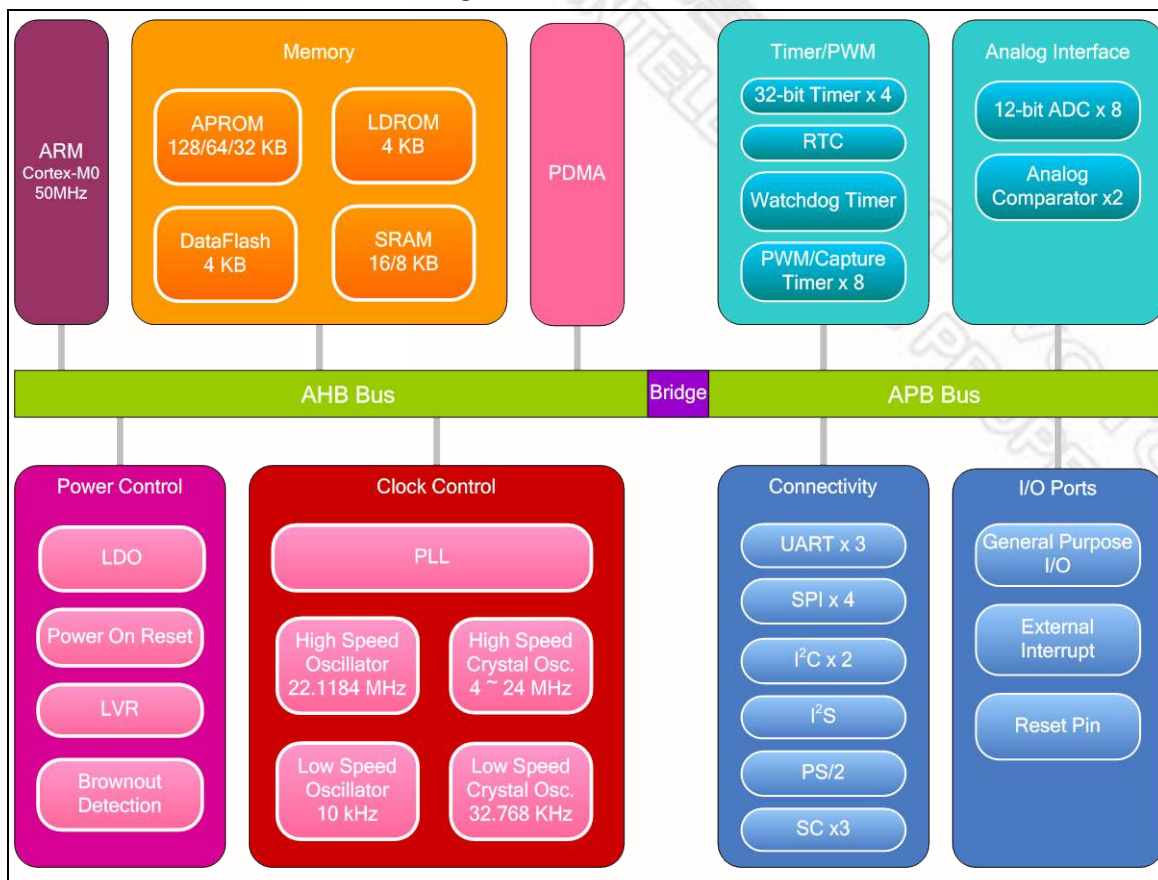 ARM
Cortex-M0
50MHz
Memory
APROM
128/64/32 KB
LDROM
4 KB
DataFlash
4 KB
SRAM
16/8 KB
PDMA
Timer/PWM
32-bit Timer x 4
RTC
Watchdog Timer
PWM/Capture
Timer x 8
Analog Interface
12-bit ADC x 8
Analog
Comparator x2
AHB Bus
Bridge
APB Bus
Power Control
LDO
Power On Reset
LVR
Brownout
Detection
Clock Control
PLL
High Speed
Oscillator
22.1184 MHz
High Speed
Crystal Osc.
4 ~ 24 MHz
Low Speed
Oscillator
10 kHz
Low Speed
Crystal Osc.
32.768 KHz
Connectivity
UART x 3
SPI x 4
I²C x 2
I²S
PS/2
SC x3
I/O Ports
General Purpose
I/O
External
Interrupt
Reset Pin